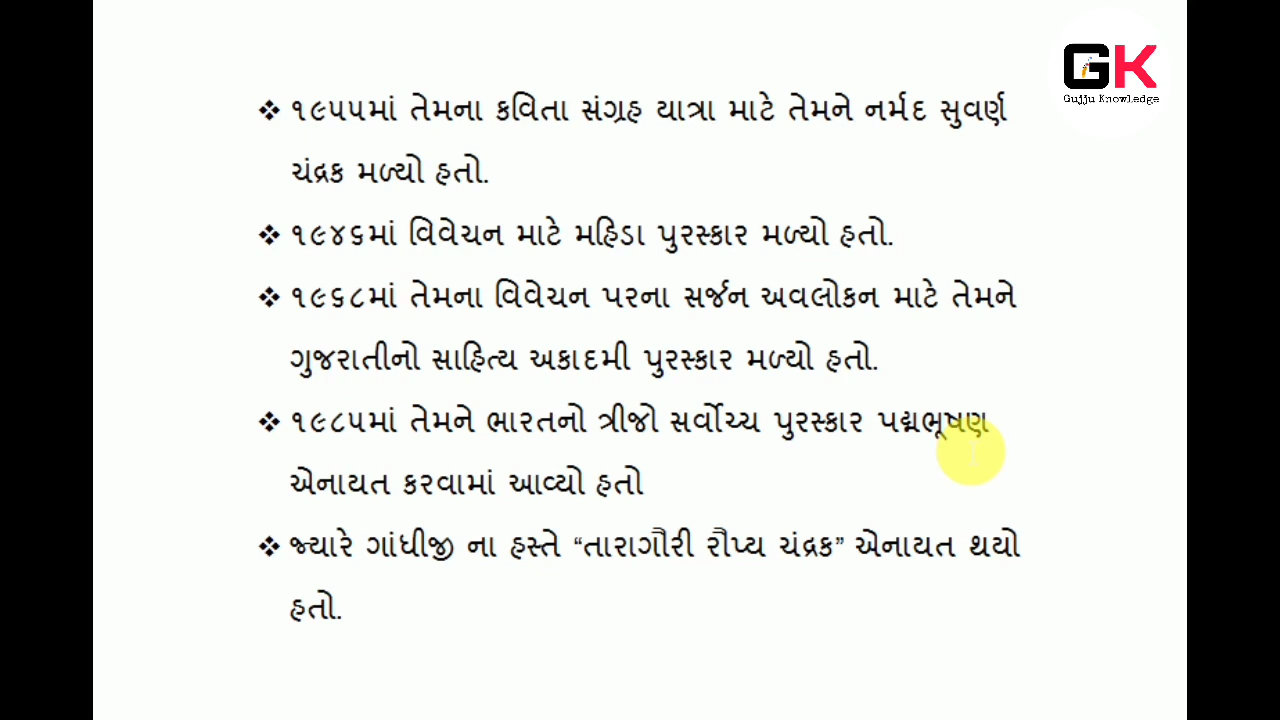 GK
Gujju Knowledge
❖ ૧૯૫૫માં તેમના કવિતા સંગ્રહ યાત્રા માટે તેમને નર્મદ સુવર્ણ
ચંદ્રક મળ્યો હતો.
❖ ૧૯૪૬માં વિવેચન માટે મહિડા પુરસ્કાર મળ્યો હતો.
❖ ૧૯૬૮માં તેમના વિવેચન પરના સર્જન અવલોકન માટે તેમને
ગુજરાતીનો સાહિત્ય અકાદમી પુરસ્કાર મળ્યો હતો.
❖ ૧૯૮૫માં તેમને ભારતનો ત્રીજો સર્વોચ્ચ પુરસ્કાર પદ્મભૂષણ
એનાયત કરવામાં આવ્યો હતો
❖ જ્યારે ગાંધીજી ના હસ્તે “તારાગૌરી રૌપ્ય ચંદ્રક” એનાયત થયો
હતો.